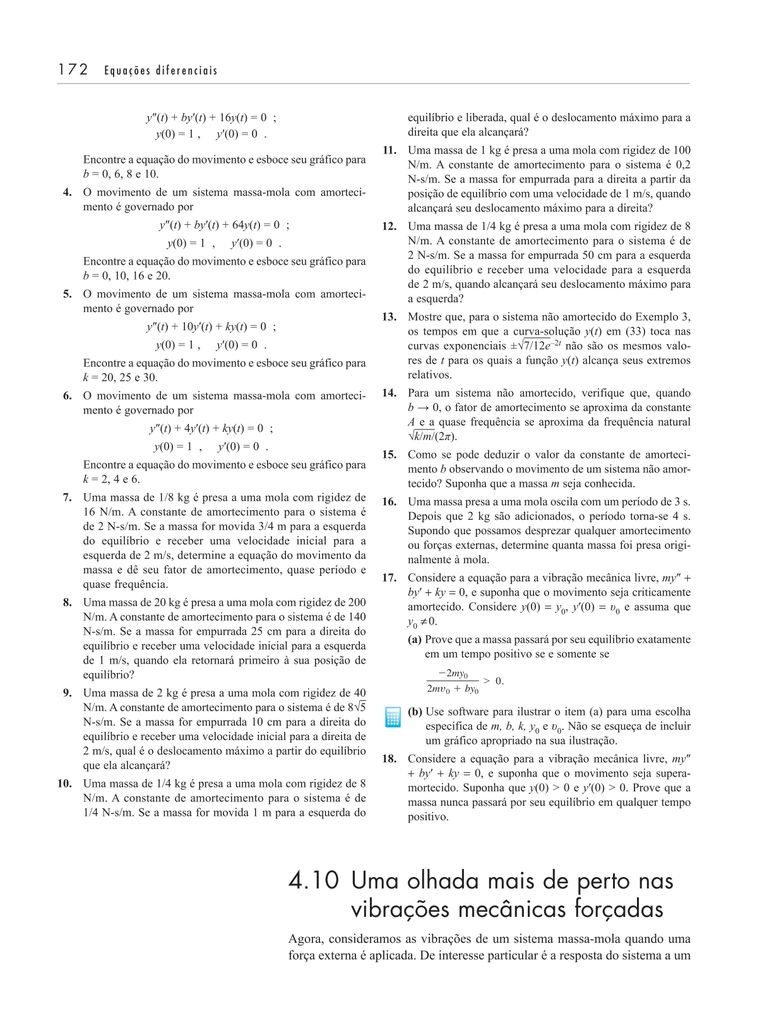 172 Equações diferenciais
y″(t) + by′(t) + 16y(t) = 0 ;
y(0) = 1 , y′(0) = 0 .
Encontre a equação do movimento e esboce seu gráfico para
b = 0, 6, 8 e 10.
4. O movimento de um sistema massa-mola com amorteci-
mento é governado por
y″(t) + by′(t) + 64y(t) = 0 ;
y(0) = 1 , y′(0) = 0 .
Encontre a equação do movimento e esboce seu gráfico para
b = 0, 10, 16 e 20.
5. O movimento de um sistema massa-mola com amorteci-
mento é governado por
y″(t) + 10y′(t) + ky(t) = 0 ;
y(0) = 1 , y′(0) = 0 .
Encontre a equação do movimento e esboce seu gráfico para
k = 20, 25 e 30.
6. O movimento de um sistema massa-mola com amorteci-
mento é governado por
y″(t) + 4y′(t) + ky(t) = 0 ;
y(0) = 1 , y′(0) = 0 .
Encontre a equação do movimento e esboce seu gráfico para
k = 2, 4 e 6.
7. Uma massa de 1/8 kg é presa a uma mola com rigidez de
16 N/m. A constante de amortecimento para o sistema é
de 2 N-s/m. Se a massa for movida 3/4 m para a esquerda
do equilíbrio e receber uma velocidade inicial para a
esquerda de 2 m/s, determine a equação do movimento da
massa e dê seu fator de amortecimento, quase período e
quase frequência.
8. Uma massa de 20 kg é presa a uma mola com rigidez de 200
N/m. A constante de amortecimento para o sistema é de 140
N-s/m. Se a massa for empurrada 25 cm para a direita do
equilíbrio e receber uma velocidade inicial para a esquerda
de 1 m/s, quando ela retornará primeiro à sua posição de
equilíbrio?
9. Uma massa de 2 kg é presa a uma mola com rigidez de 40
N/m. A constante de amortecimento para o sistema é de 8√5
N-s/m. Se a massa for empurrada 10 cm para a direita do
equilíbrio e receber uma velocidade inicial para a direita de
2 m/s, qual é o deslocamento máximo a partir do equilíbrio
que ela alcançará?
10. Uma massa de 1/4 kg é presa a uma mola com rigidez de 8
N/m. A constante de amortecimento para o sistema é de
1/4 N-s/m. Se a massa for movida 1 m para a esquerda do
equilíbrio e liberada, qual é o deslocamento máximo para a
direita que ela alcançará?
11. Uma massa de 1 kg é presa a uma mola com rigidez de 100
N/m. A constante de amortecimento para o sistema é 0,2
N-s/m. Se a massa for empurrada para a direita a partir da
posição de equilíbrio com uma velocidade de 1 m/s, quando
alcançará seu deslocamento máximo para a direita?
12. Uma massa de 1/4 kg é presa a uma mola com rigidez de 8
N/m. A constante de amortecimento para o sistema é de
2 N-s/m. Se a massa for empurrada 50 cm para a esquerda
do equilíbrio e receber uma velocidade para a esquerda
de 2 m/s, quando alcançará seu deslocamento máximo para
a esquerda?
13. Mostre que, para o sistema não amortecido do Exemplo 3,
os tempos em que a curva-solução y(t) em (33) toca nas
curvas exponenciais ±√7/12e⁻²ᵗ não são os mesmos valo-
res de t para os quais a função y(t) alcança seus extremos
relativos.
14. Para um sistema não amortecido, verifique que, quando
b → 0, o fator de amortecimento se aproxima da constante
A e a quase frequência se aproxima da frequência natural
√k/m/(2π).
15. Como se pode deduzir o valor da constante de amorteci-
mento b observando o movimento de um sistema não amor-
tecido? Suponha que a massa m seja conhecida.
16. Uma massa presa a uma mola oscila com um período de 3 s.
Depois que 2 kg são adicionados, o período torna-se 4 s.
Supondo que possamos desprezar qualquer amortecimento
ou forças externas, determine quanta massa foi presa origi-
nalmente à mola.
17. Considere a equação para a vibração mecânica livre, my″ +
by′ + ky = 0, e suponha que o movimento seja criticamente
amortecido. Considere y(0) = y₀, y′(0) = υ₀ e assuma que
y₀ ≠ 0.
(a) Prove que a massa passará por seu equilíbrio exatamente
em um tempo positivo se e somente se
−2my₀ / 2mυ₀ + by₀ > 0.
(b) Use software para ilustrar o item (a) para uma escolha
específica de m, b, k, y₀ e υ₀. Não se esqueça de incluir
um gráfico apropriado na sua ilustração.
18. Considere a equação para a vibração mecânica livre, my″
+ by′ + ky = 0, e suponha que o movimento seja supera-
mortecido. Suponha que y(0) > 0 e y′(0) > 0. Prove que a
massa nunca passará por seu equilíbrio em qualquer tempo
positivo.
4.10 Uma olhada mais de perto nas
vibrações mecânicas forçadas
Agora, consideramos as vibrações de um sistema massa-mola quando uma
força externa é aplicada. De interesse particular é a resposta do sistema a um